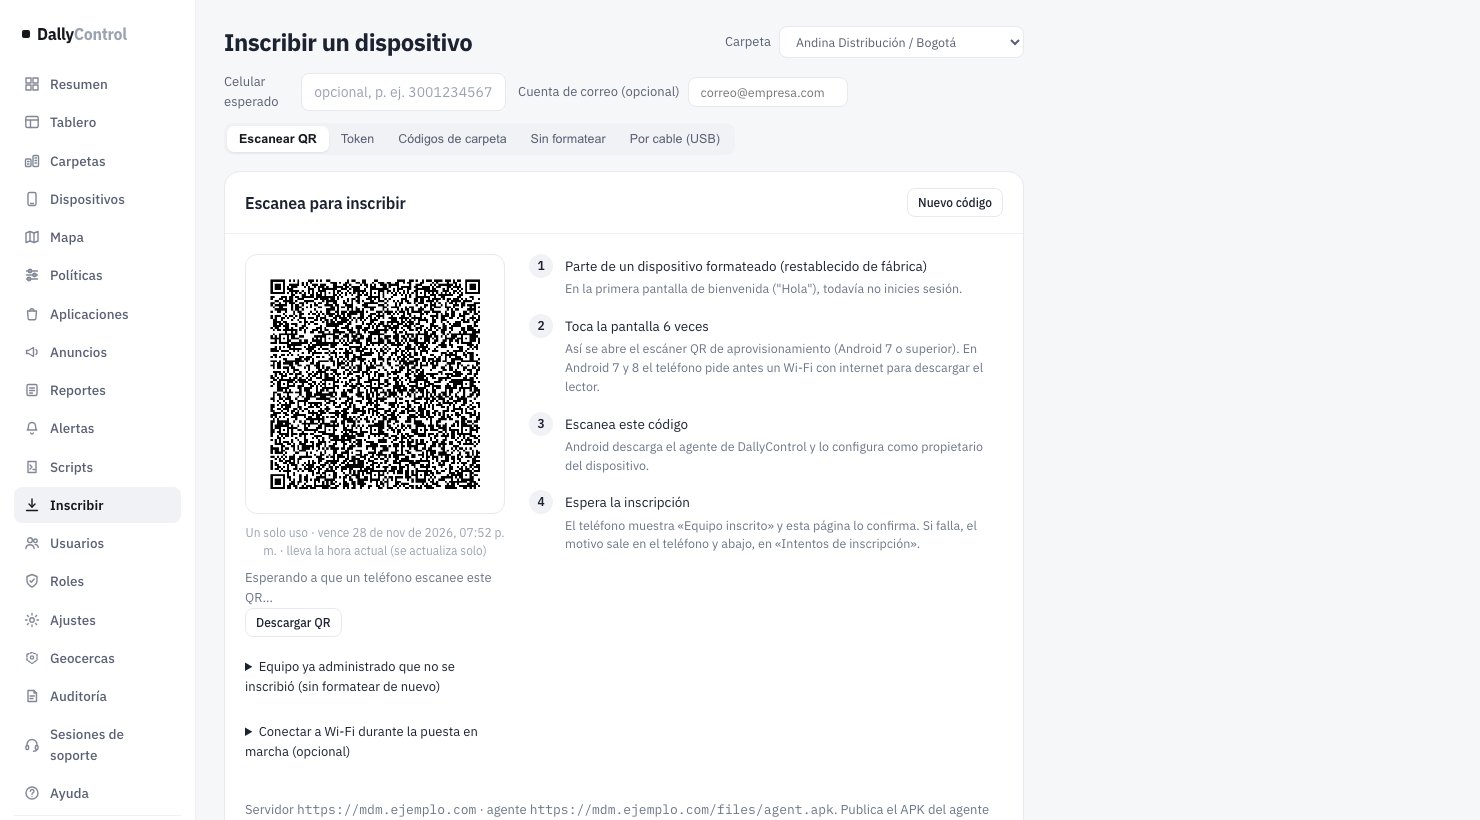 DallyControl
Resumen
Tablero
Carpetas
Dispositivos
Mapa
Políticas
Aplicaciones
Anuncios
Reportes
Alertas
Scripts
Inscribir
Usuarios
Roles
Ajustes
Geocercas
Auditoría
Sesiones de
soporte
Ayuda
Inscribir un dispositivo
Carpeta
Andina Distribución / Bogotá
Celular
esperado
opcional, p. ej. 3001234567
Cuenta de correo (opcional)
correo@empresa.com
Escanear QR
Token
Códigos de carpeta
Sin formatear
Por cable (USB)
Escanea para inscribir
Nuevo código
Un solo uso · vence 28 de nov de 2026, 07:52 p.
m. · lleva la hora actual (se actualiza solo)
Esperando a que un teléfono escanee este
QR...
Descargar QR
▶ Equipo ya administrado que no se
inscribió (sin formatear de nuevo)
▶ Conectar a Wi-Fi durante la puesta en
marcha (opcional)
1 Parte de un dispositivo formateado (restablecido de fábrica)
En la primera pantalla de bienvenida ("Hola"), todavía no inicies sesión.
2 Toca la pantalla 6 veces
Así se abre el escáner QR de aprovisionamiento (Android 7 o superior). En
Android 7 y 8 el teléfono pide antes un Wi-Fi con internet para descargar el
lector.
3 Escanea este código
Android descarga el agente de DallyControl y lo configura como propietario
del dispositivo.
4 Espera la inscripción
El teléfono muestra «Equipo inscrito» y esta página lo confirma. Si falla, el
motivo sale en el teléfono y abajo, en «Intentos de inscripción».
Servidor https://mdm.ejemplo.com · agente https://mdm.ejemplo.com/files/agent.apk. Publica el APK del agente